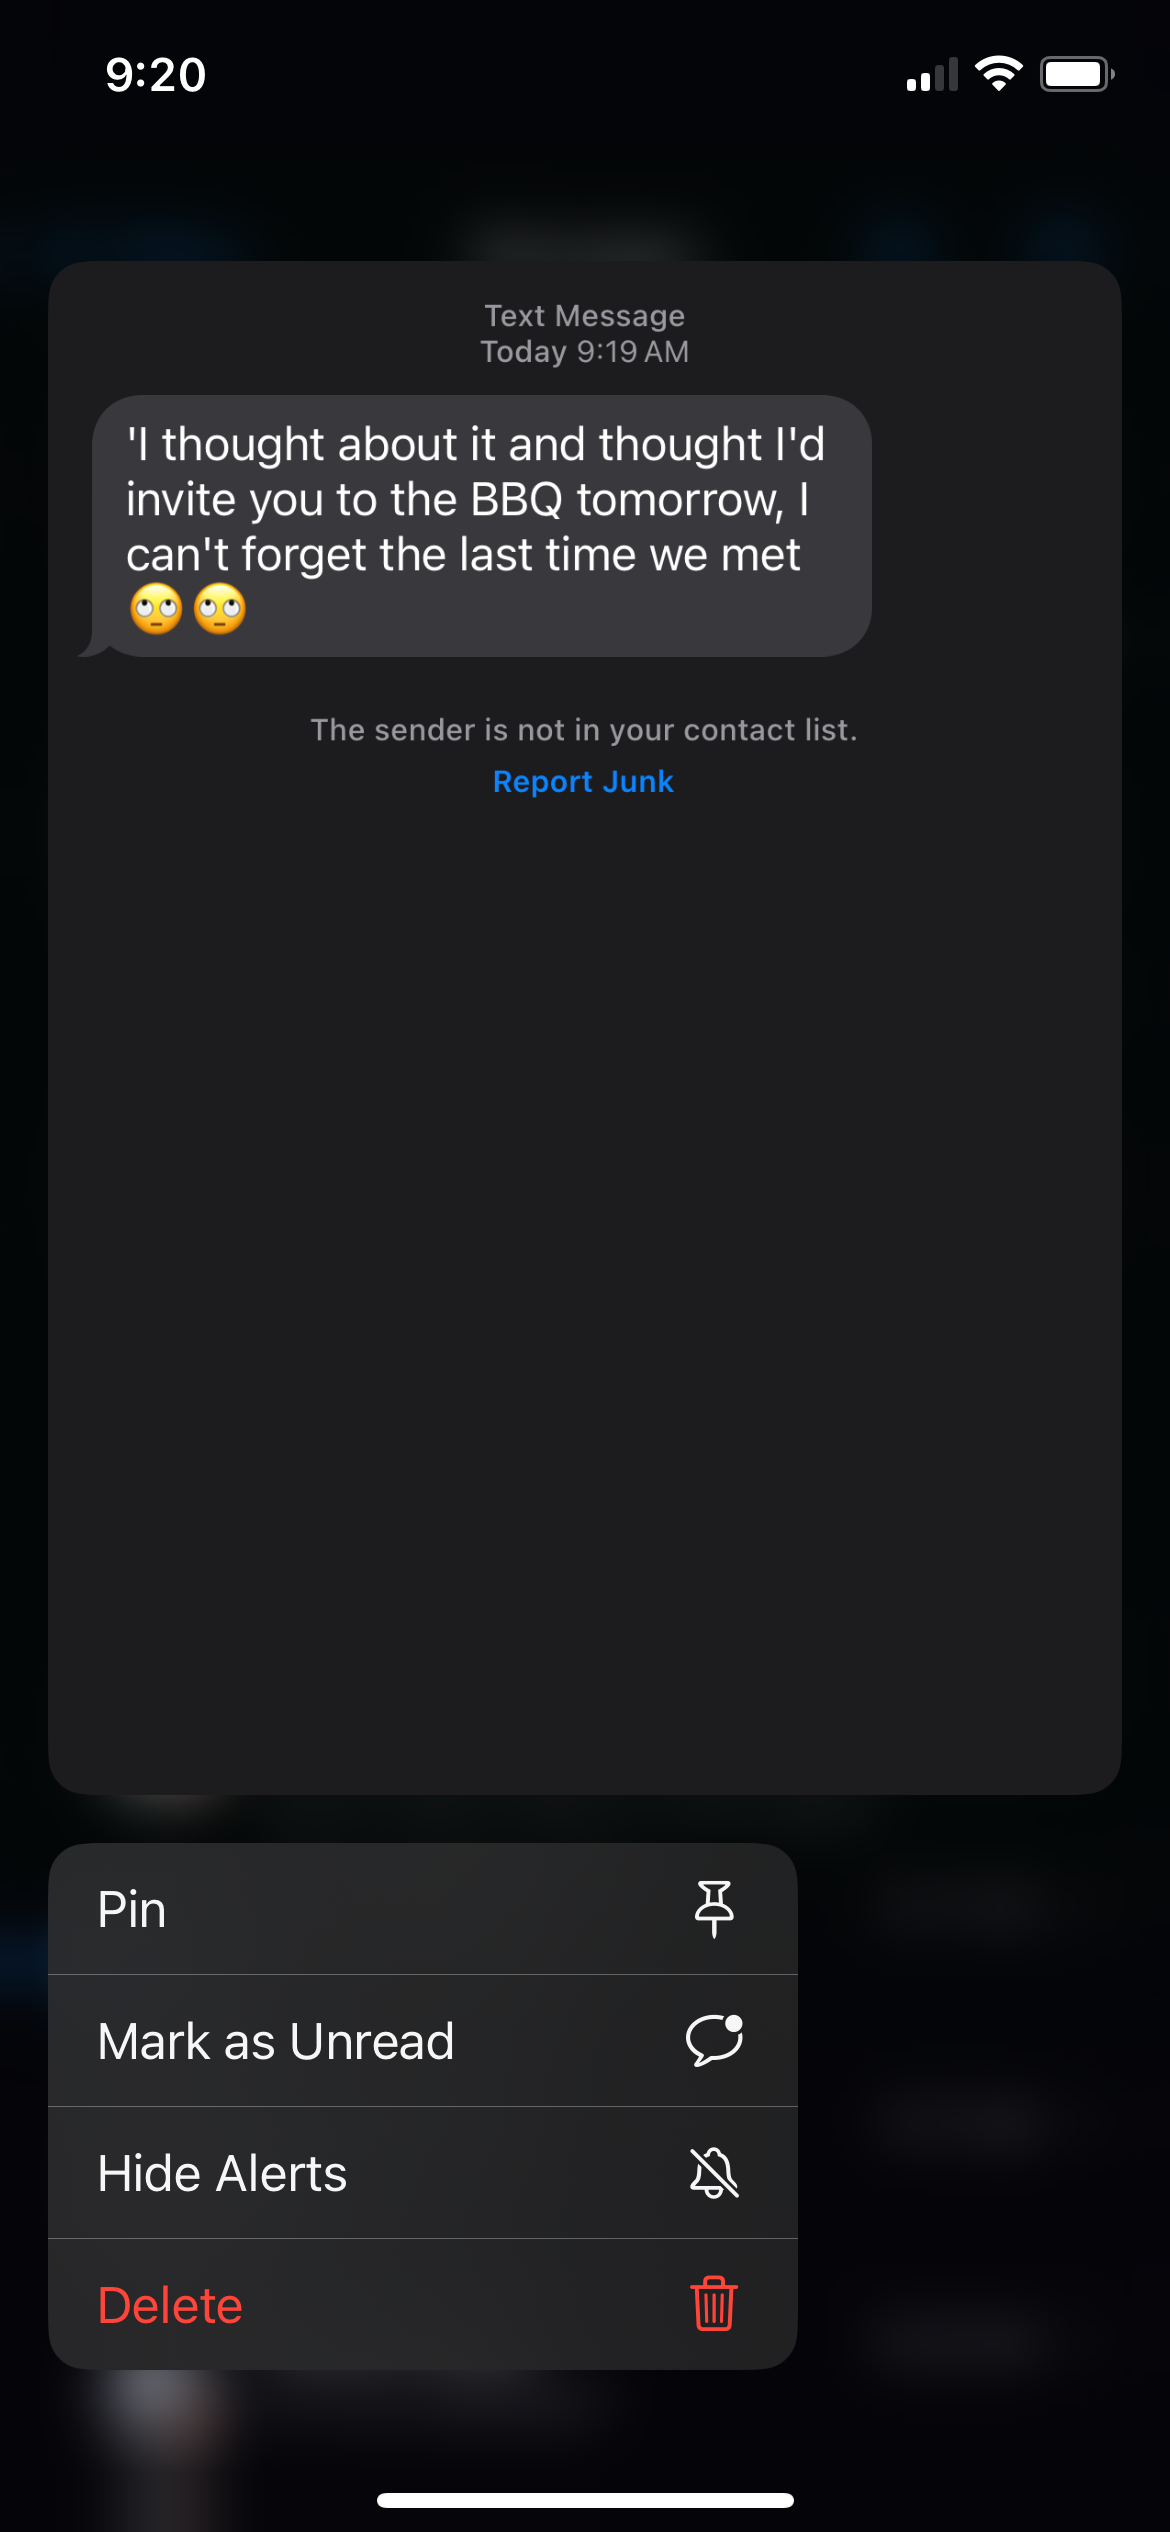 9:20
Text Message
Today 9:19 AM
'I thought about it and thought I'd
invite you to the BBQ tomorrow, I
can't forget the last time we met
🙄🙄
The sender is not in your contact list.
Report Junk
Pin
Mark as Unread
Hide Alerts
Delete